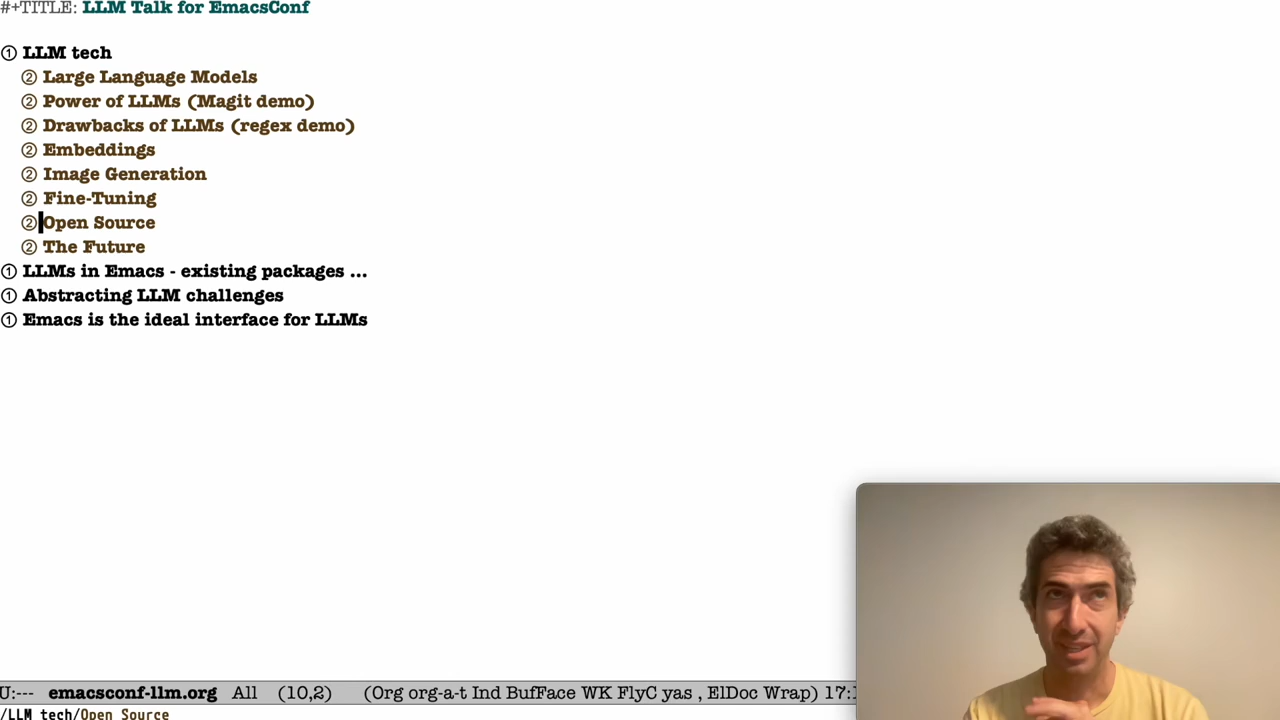 #+TITLE: LLM Talk for EmacsConf
① LLM tech
② Large Language Models
② Power of LLMs (Magit demo)
② Drawbacks of LLMs (regex demo)
② Embeddings
② Image Generation
② Fine-Tuning
② Open Source
② The Future
① LLMs in Emacs - existing packages ...
① Abstracting LLM challenges
① Emacs is the ideal interface for LLMs
U:--- emacsconf-llm.org All (10,2) (Org org-a-t Ind BufFace WK FlyC yas , ElDoc Wrap) 17:
/LLM tech/Open Source